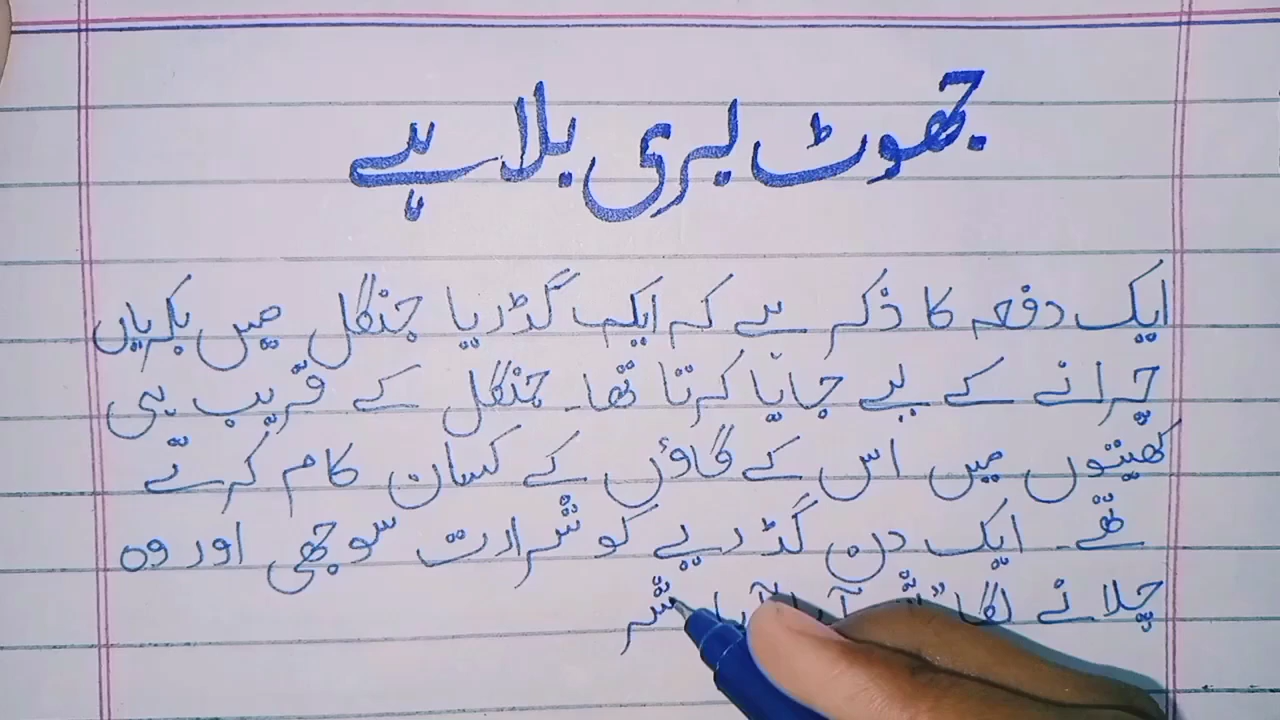 جھوٹ بری بلا ہے
ایک دفعہ کا ذکر ہے کہ ایک گڈریا جنگل میں بکریاں
چرانے کے لیے جایا کرتا تھا۔ جنگل کے قریب ہی
کھیتوں میں اس کے گاؤں کے کسان کام کرتے
تھے۔ ایک دن گڈریے کو شرارت سوجھی اور وہ
چلانے لگا "شیر آیا